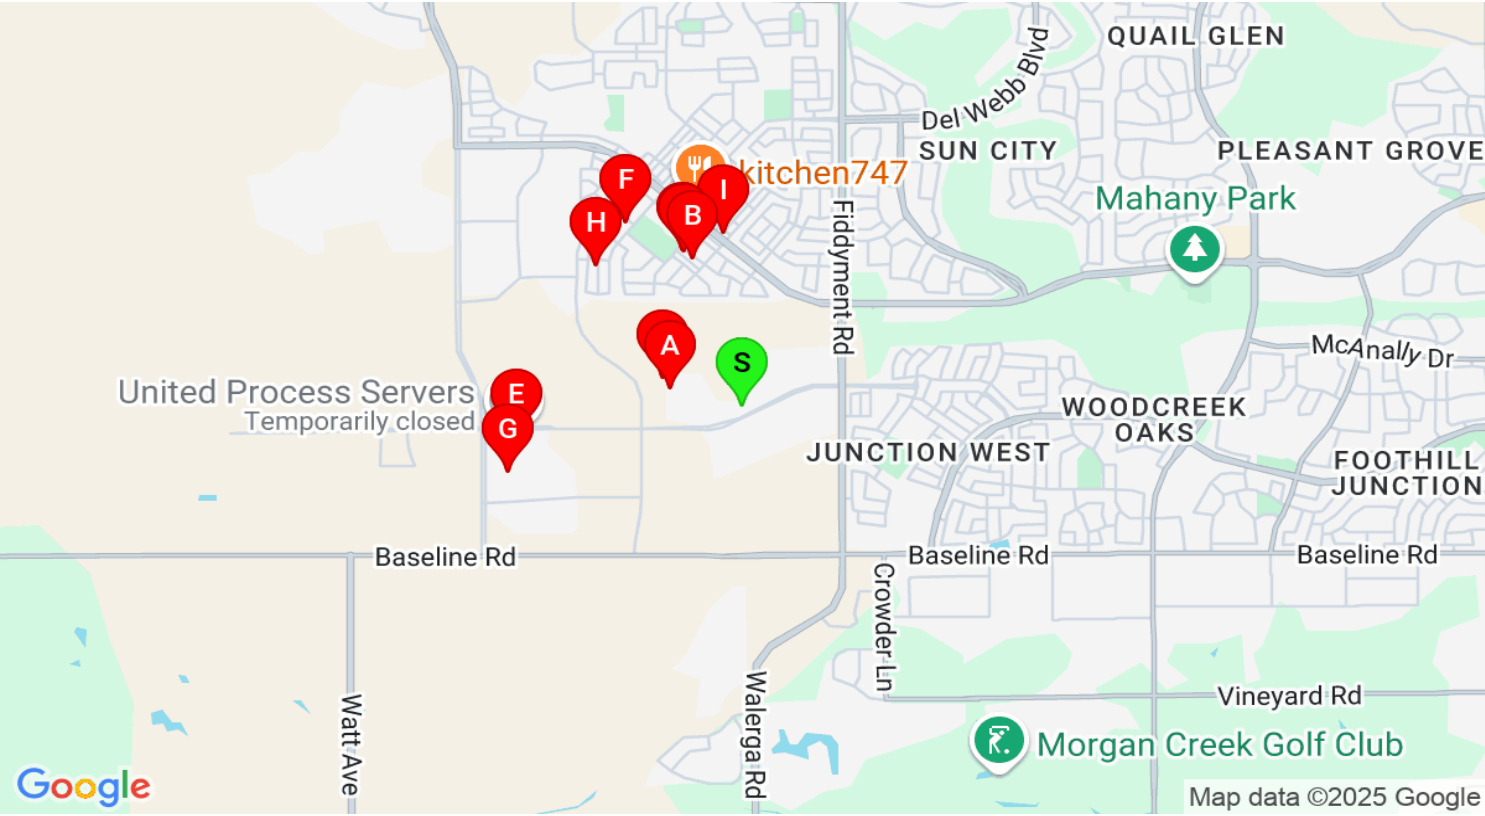 QUAIL GLEN
Del Webb Blvd
SUN CITY
PLEASANT GROVE
kitchen747
F
I
H
B
Mahany Park
Fiddyment Rd
A
S
McAnally Dr
United Process Servers
Temporarily closed
E
G
WOODCREEK
OAKS
JUNCTION WEST
FOOTHILL
JUNCTION
Baseline Rd
Baseline Rd
Baseline Rd
Crowder Ln
Watt Ave
Walerga Rd
Vineyard Rd
Morgan Creek Golf Club
Google
Map data ©2025 Google